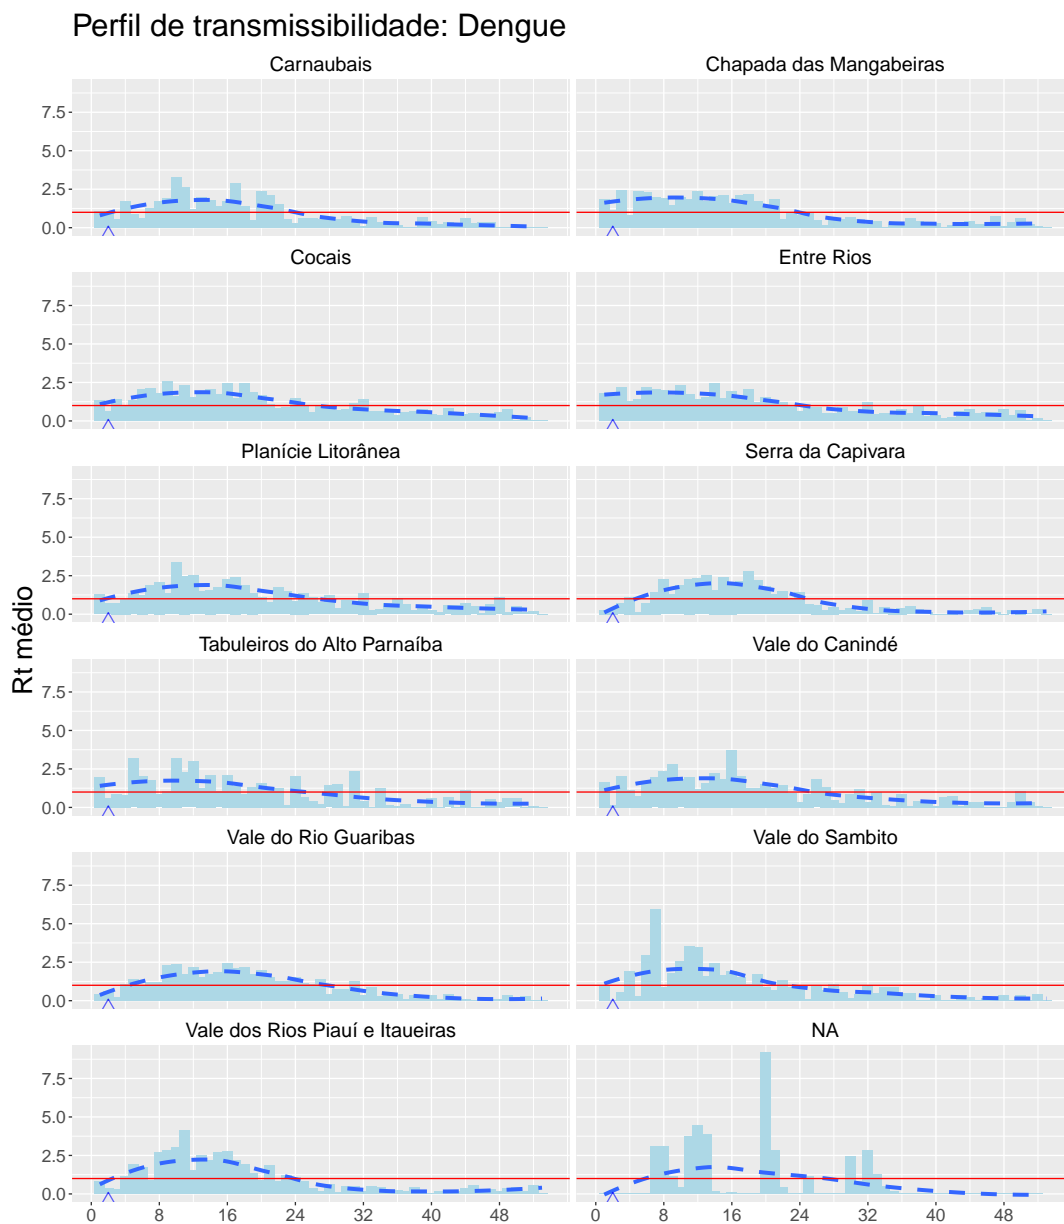 Perfil de transmissibilidade: Dengue
Carnaubais
Chapada das Mangabeiras
7.5
5.0
2.5
0.0
Cocais
Entre Rios
7.5
5.0
2.5
0.0
Planície Litorânea
Serra da Capivara
7.5
5.0
2.5
0.0
Rt médio
Tabuleiros do Alto Parnaíba
Vale do Canindé
7.5
5.0
2.5
0.0
Vale do Rio Guaribas
Vale do Sambito
7.5
5.0
2.5
0.0
Vale dos Rios Piauí e Itaueiras
NA
7.5
5.0
2.5
0.0
0 8 16 24 32 40 48
0 8 16 24 32 40 48